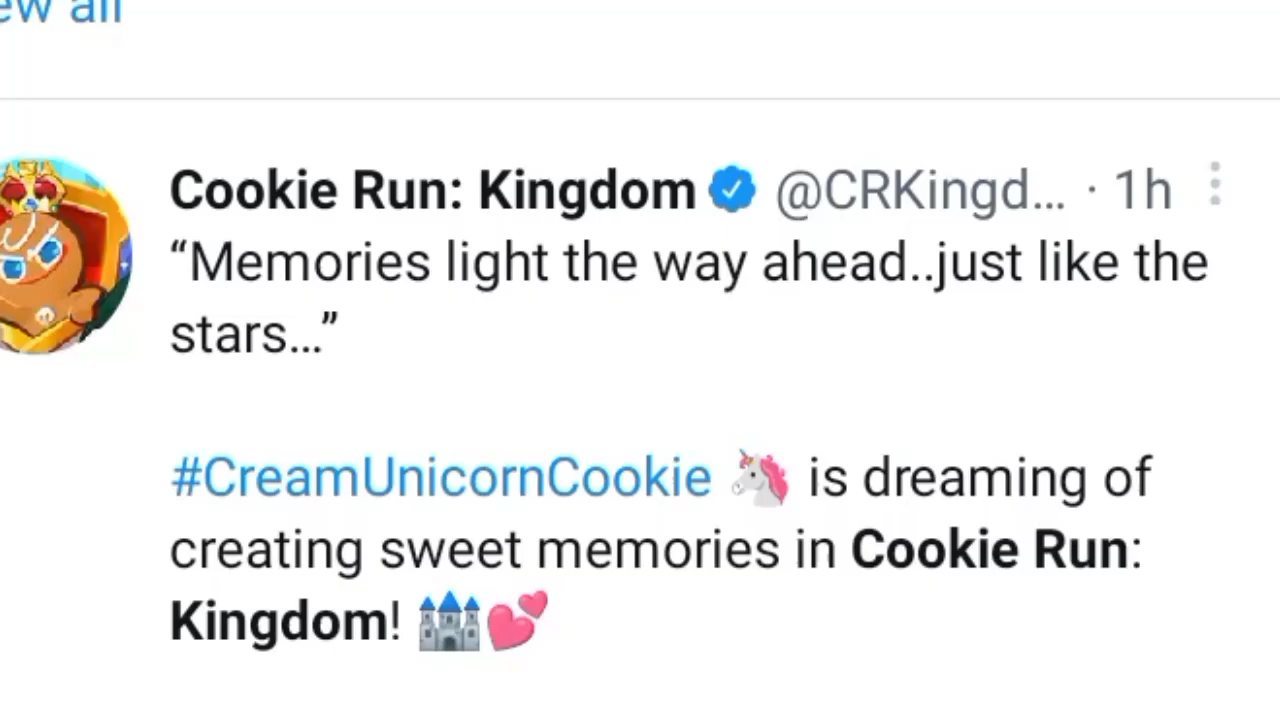 ew all
Cookie Run: Kingdom @CRKingd... · 1h
“Memories light the way ahead..just like the
stars...”
#CreamUnicornCookie 🦄 is dreaming of
creating sweet memories in Cookie Run:
Kingdom! 🏰💕